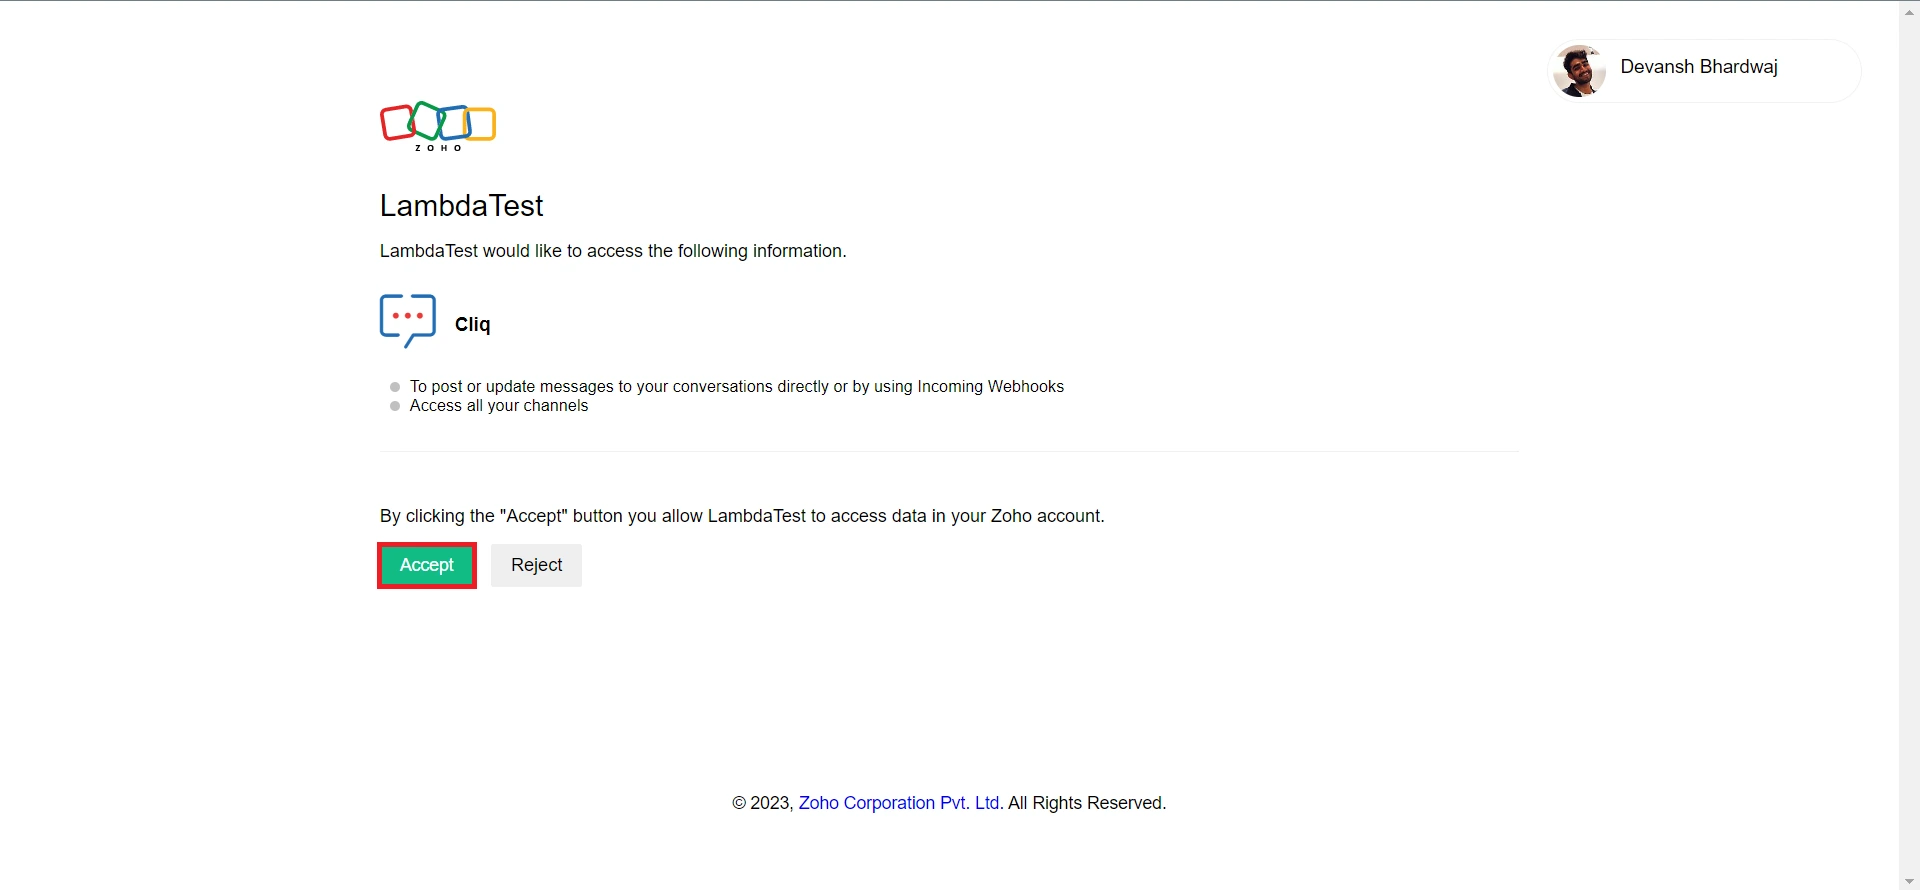 Devansh Bhardwaj
ZOHO
LambdaTest
LambdaTest would like to access the following information.
Cliq
To post or update messages to your conversations directly or by using Incoming Webhooks
Access all your channels
By clicking the "Accept" button you allow LambdaTest to access data in your Zoho account.
Accept Reject
© 2023, Zoho Corporation Pvt. Ltd. All Rights Reserved.